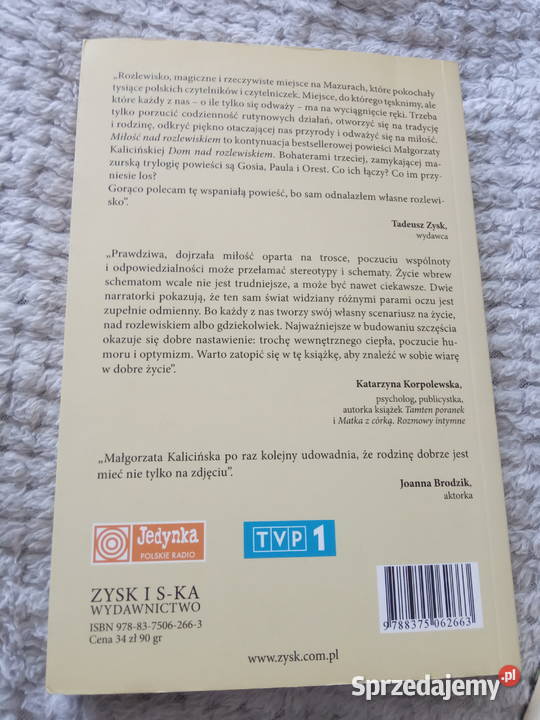 „Rozlewisko, magiczne i rzeczywiste miejsce na Mazurach, które pokochały
tysiące polskich czytelników i czytelniczek. Miejsce, do którego tęsknimy, ale
które każdy z nas – o ile tylko się odważy – ma na wyciągnięcie ręki. Trzeba
tylko porzucić codzienność rutynowych działań, otworzyć się na tradycję
i rodzinę, odkryć piękno otaczającej nas przyrody i odważyć się na miłość.
Miłość nad rozlewiskiem to kontynuacja bestsellerowej powieści Małgorzaty
Kalicińskiej Dom nad rozlewiskiem. Bohaterami trzeciej, zamykającej ma-
zurską trylogię powieści są Gosia, Paula i Orest. Co ich łączy? Co im przy-
niesie los?
Gorąco polecam tę wspaniałą powieść, bo sam odnalazłem własne rozlewi-
sko”.
Tadeusz Zysk,
wydawca
„Prawdziwa, dojrzała miłość oparta na trosce, poczuciu wspólnoty
i odpowiedzialności może przełamać stereotypy i schematy. Życie wbrew
schematom wcale nie jest trudniejsze, a może być nawet ciekawsze. Dwie
narratorki pokazują, że ten sam świat widziany różnymi parami oczu jest
zupełnie odmienny. Bo każdy z nas tworzy swój własny scenariusz na życie,
nad rozlewiskiem albo gdziekolwiek. Najważniejsze w budowaniu szczęścia
okazuje się dobre nastawienie: trochę wewnętrznego ciepła, poczucie hu-
moru i optymizm. Warto zatopić się w tę książkę, aby znaleźć w sobie wiarę
w dobre życie”.
Katarzyna Korpolewska,
psycholog, publicystka,
autorka książek Tamten poranek
i Matka z córką. Rozmowy intymne
„Małgorzata Kalicińska po raz kolejny udowadnia, że rodzinę dobrze jest
mieć nie tylko na zdjęciu”.
Joanna Brodzik,
aktorka
Jedynka
POLSKIE RADIO
TVP 1
ZYSK I S-KA
WYDAWNICTWO
ISBN 978-83-7506-266-3
Cena 34 zł 90 gr
9 788375 062663
www.zysk.com.pl
Sprzedajemy.pl